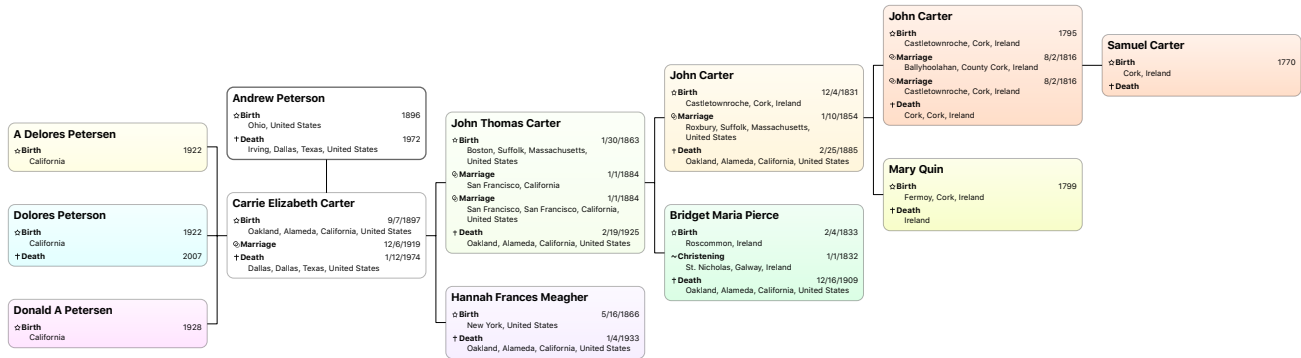 A Delores Petersen
☆Birth 1922
California
Dolores Peterson
☆Birth 1922
California
†Death 2007
Donald A Petersen
☆Birth 1928
California
Andrew Peterson
☆Birth 1896
Ohio, United States
†Death 1972
Irving, Dallas, Texas, United States
Carrie Elizabeth Carter
☆Birth 9/7/1897
Oakland, Alameda, California, United States
Marriage 12/6/1919
†Death 1/12/1974
Dallas, Dallas, Texas, United States
John Thomas Carter
☆Birth 1/30/1863
Boston, Suffolk, Massachusetts,
United States
Marriage 1/1/1884
San Francisco, California
Marriage 1/1/1884
San Francisco, San Francisco, California,
United States
†Death 2/19/1925
Oakland, Alameda, California, United States
Hannah Frances Meagher
☆Birth 5/16/1866
New York, United States
†Death 1/4/1933
Oakland, Alameda, California, United States
John Carter
☆Birth 12/4/1831
Castletownroche, Cork, Ireland
Marriage 1/10/1854
Roxbury, Suffolk, Massachusetts,
United States
†Death 2/25/1885
Oakland, Alameda, California, United States
Bridget Maria Pierce
☆Birth 2/4/1833
Roscommon, Ireland
~Christening 1/1/1832
St. Nicholas, Galway, Ireland
†Death 12/16/1909
Oakland, Alameda, California, United States
John Carter
☆Birth 1795
Castletownroche, Cork, Ireland
Marriage 8/2/1816
Ballyhoolahan, County Cork, Ireland
Marriage 8/2/1816
Castletownroche, Cork, Ireland
†Death
Cork, Cork, Ireland
Mary Quin
☆Birth 1799
Fermoy, Cork, Ireland
†Death
Ireland
Samuel Carter
☆Birth 1770
Cork, Ireland
†Death